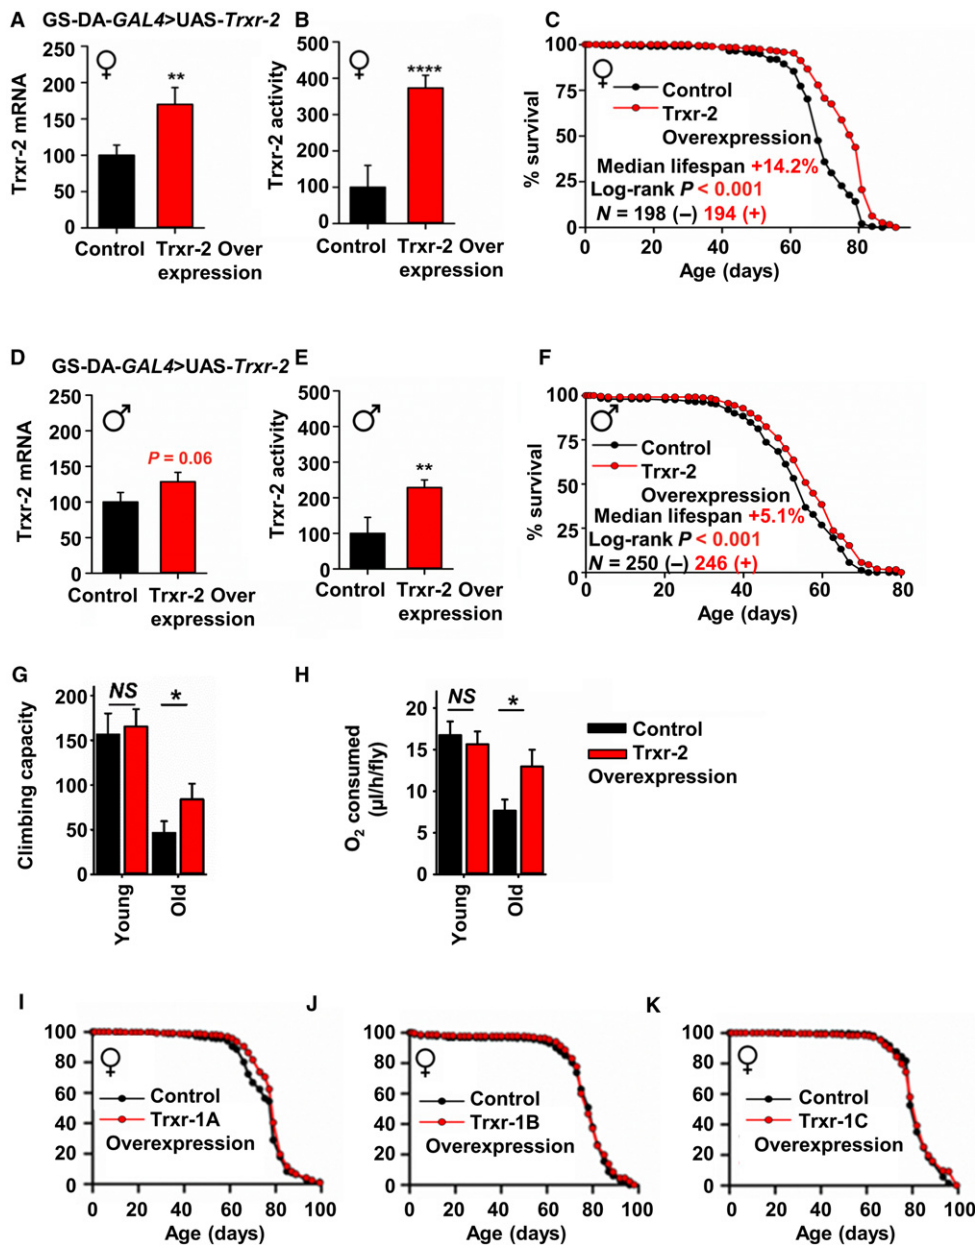 A GS-DA-GAL4>UAS-Trxr-2
Trxr-2 mRNA
250
200
150
100
50
0
♀
**
Control Trxr-2 Over
expression
B
Trxr-2 activity
500
400
300
200
100
0
♀
****
Control Trxr-2 Over
expression
C
% survival
100
75
50
25
0
♀
Control
Trxr-2
Overexpression
Median lifespan +14.2%
Log-rank P < 0.001
N = 198 (–) 194 (+)
0 20 40 60 80
Age (days)
D GS-DA-GAL4>UAS-Trxr-2
Trxr-2 mRNA
250
200
150
100
50
0
♂
P = 0.06
Control Trxr-2 Over
expression
E
Trxr-2 activity
500
400
300
200
100
0
♂
**
Control Trxr-2 Over
expression
F
% survival
100
75
50
25
0
♂
Control
Trxr-2
Overexpression
Median lifespan +5.1%
Log-rank P < 0.001
N = 250 (–) 246 (+)
0 20 40 60 80
Age (days)
G
Climbing capacity
200
150
100
50
0
NS *
Young Old
H
O₂ consumed
(µl/h/fly)
20
15
10
5
0
NS *
Young Old
Control
Trxr-2
Overexpression
I
100
80
60
40
20
0
♀
Control
Trxr-1A
Overexpression
0 20 40 60 80 100
Age (days)
J
100
80
60
40
20
0
♀
Control
Trxr-1B
Overexpression
0 20 40 60 80 100
Age (days)
K
100
80
60
40
20
0
♀
Control
Trxr-1C
Overexpression
0 20 40 60 80 100
Age (days)